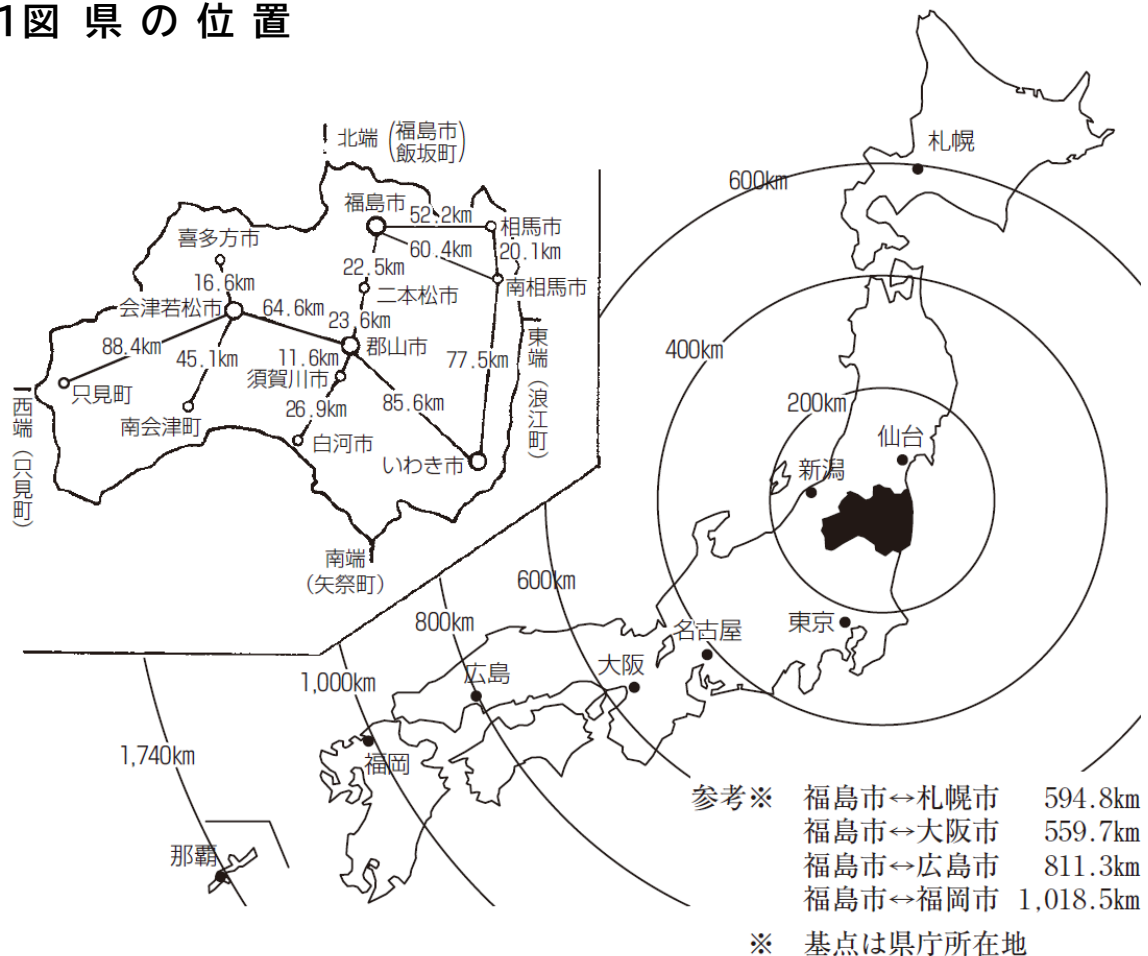 1図 県の位置
北端 (福島市
飯坂町)
福島市
52.2km
相馬市
60.4km
20.1km
喜多方市
22.5km
16.6km
二本松市
南相馬市
会津若松市
64.6km
23.6km
88.4km
45.1km
11.6km
郡山市
77.5km
東端(浪江町)
只見町
須賀川市
南会津町
26.9km
85.6km
西端(只見町)
白河市
いわき市
南端
(矢祭町)
札幌
600km
400km
200km
仙台
新潟
600km
800km
名古屋
東京
大阪
1,000km
広島
1,740km
福岡
那覇
参考※ 福島市↔札幌市 594.8km
福島市↔大阪市 559.7km
福島市↔広島市 811.3km
福島市↔福岡市 1,018.5km
※ 基点は県庁所在地